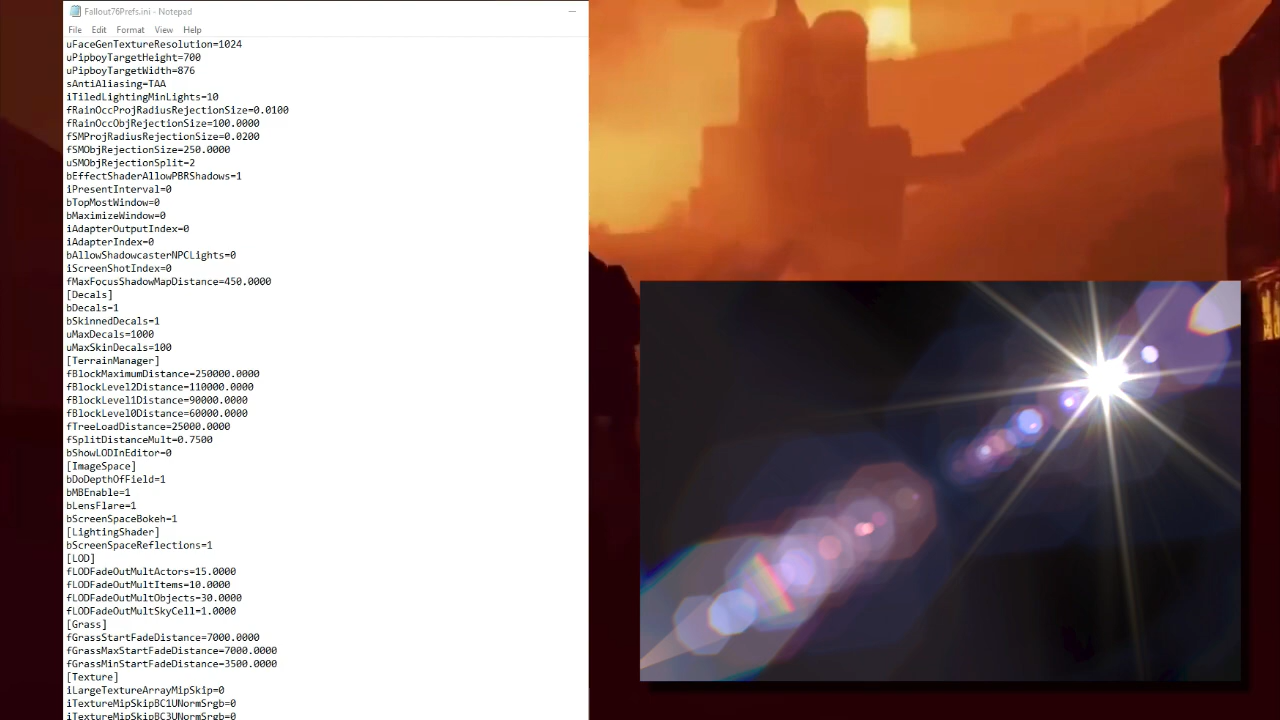 Fallout76Prefs.ini - Notepad
File Edit Format View Help
uFaceGenTextureResolution=1024
uPipboyTargetHeight=700
uPipboyTargetWidth=876
sAntiAliasing=TAA
iTiledLightingMinLights=10
fRainOccProjRadiusRejectionSize=0.0100
fRainOccObjRejectionSize=100.0000
fSMProjRadiusRejectionSize=0.0200
fSMObjRejectionSize=250.0000
uSMObjRejectionSplit=2
bEffectShaderAllowPBRShadows=1
iPresentInterval=0
bTopMostWindow=0
bMaximizeWindow=0
iAdapterOutputIndex=0
iAdapterIndex=0
bAllowShadowcasterNPCLights=0
iScreenShotIndex=0
fMaxFocusShadowMapDistance=450.0000
[Decals]
bDecals=1
bSkinnedDecals=1
uMaxDecals=1000
uMaxSkinDecals=100
[TerrainManager]
fBlockMaximumDistance=250000.0000
fBlockLevel2Distance=110000.0000
fBlockLevel1Distance=90000.0000
fBlockLevel0Distance=60000.0000
fTreeLoadDistance=25000.0000
fSplitDistanceMult=0.7500
bShowLODInEditor=0
[ImageSpace]
bDoDepthOfField=1
bMBEnable=1
bLensFlare=1
bScreenSpaceBokeh=1
[LightingShader]
bScreenSpaceReflections=1
[LOD]
fLODFadeOutMultActors=15.0000
fLODFadeOutMultItems=10.0000
fLODFadeOutMultObjects=30.0000
fLODFadeOutMultSkyCell=1.0000
[Grass]
fGrassStartFadeDistance=7000.0000
fGrassMaxStartFadeDistance=7000.0000
fGrassMinStartFadeDistance=3500.0000
[Texture]
iLargeTextureArrayMipSkip=0
iTextureMipSkipBC1UNormSrgb=0
iTextureMipSkipBC3UNormSrgb=0